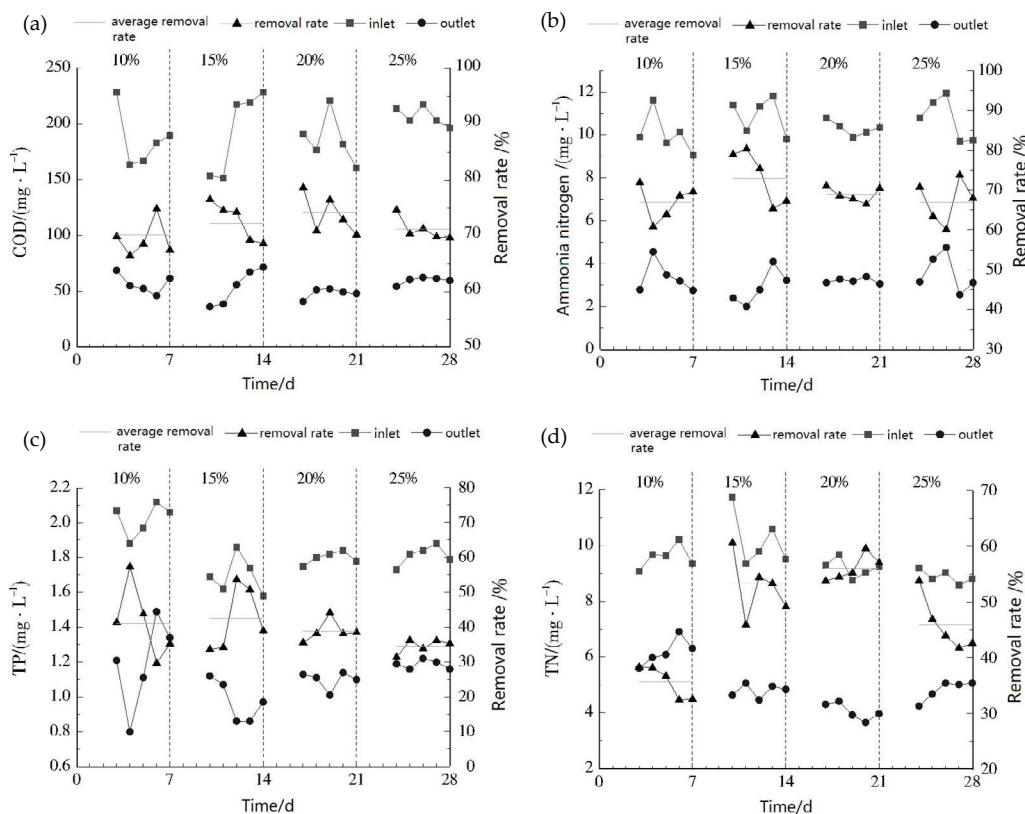 (a)
average removal rate
removal rate
inlet
outlet
10%
15%
20%
25%
250
200
150
100
50
0
COD/(mg · L⁻¹)
100
90
80
70
60
50
Removal rate /%
0
7
14
21
28
Time/d
(b)
average removal rate
removal rate
inlet
outlet
10%
15%
20%
25%
12
10
8
6
4
2
0
Ammonia nitrogen /(mg · L⁻¹)
100
90
80
70
60
50
40
30
Removal rate /%
0
7
14
21
28
Time/d
(c)
average removal rate
removal rate
inlet
outlet
10%
15%
20%
25%
2.2
2.0
1.8
1.6
1.4
1.2
1.0
0.8
0.6
TP/(mg · L⁻¹)
80
70
60
50
40
30
20
10
0
Removal rate /%
0
7
14
21
28
Time/d
(d)
average removal rate
removal rate
inlet
outlet
10%
15%
20%
25%
12
10
8
6
4
2
TN/(mg · L⁻¹)
70
60
50
40
30
20
Removal rate /%
0
7
14
21
28
Time/d